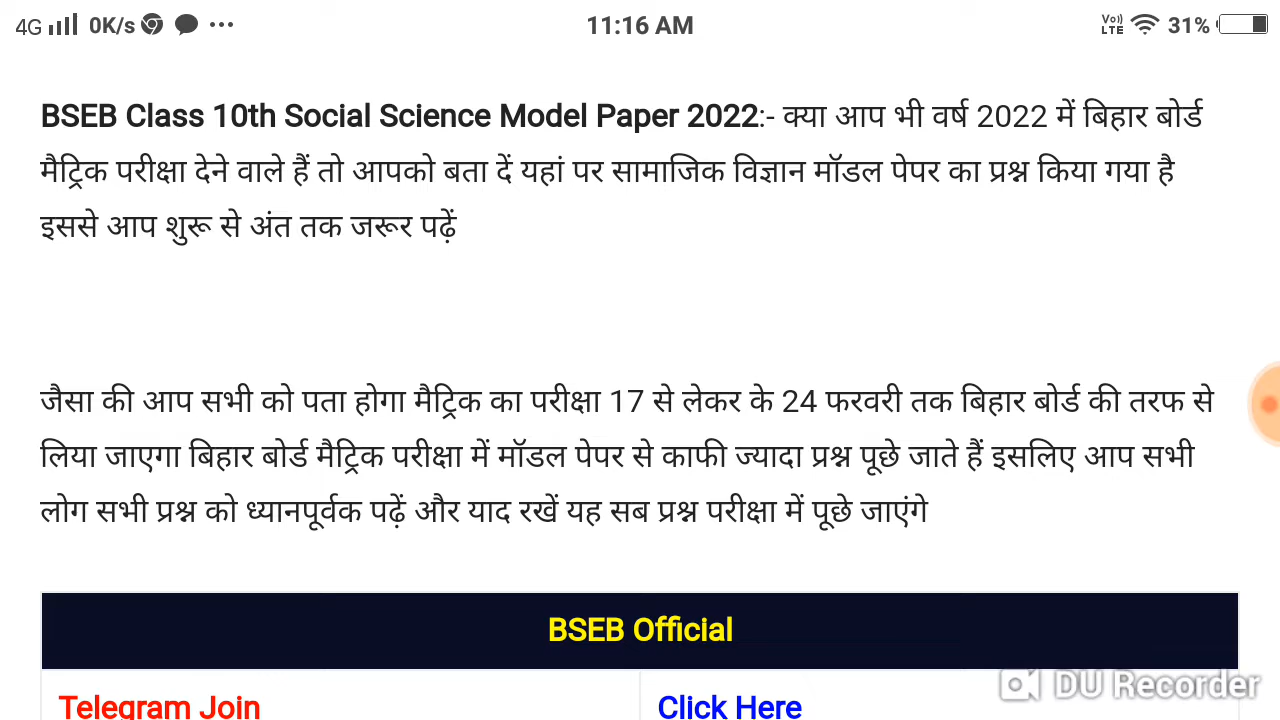 4G 0K/s ... 11:16 AM Vo)) LTE 31%
BSEB Class 10th Social Science Model Paper 2022:- क्या आप भी वर्ष 2022 में बिहार बोर्ड
मैट्रिक परीक्षा देने वाले हैं तो आपको बता दें यहां पर सामाजिक विज्ञान मॉडल पेपर का प्रश्न किया गया है
इससे आप शुरू से अंत तक जरूर पढ़ें
जैसा की आप सभी को पता होगा मैट्रिक का परीक्षा 17 से लेकर के 24 फरवरी तक बिहार बोर्ड की तरफ से
लिया जाएगा बिहार बोर्ड मैट्रिक परीक्षा में मॉडल पेपर से काफी ज्यादा प्रश्न पूछे जाते हैं इसलिए आप सभी
लोग सभी प्रश्न को ध्यानपूर्वक पढ़ें और याद रखें यह सब प्रश्न परीक्षा में पूछे जाएंगे
BSEB Official
DU Recorder
Telegram Join Click Here